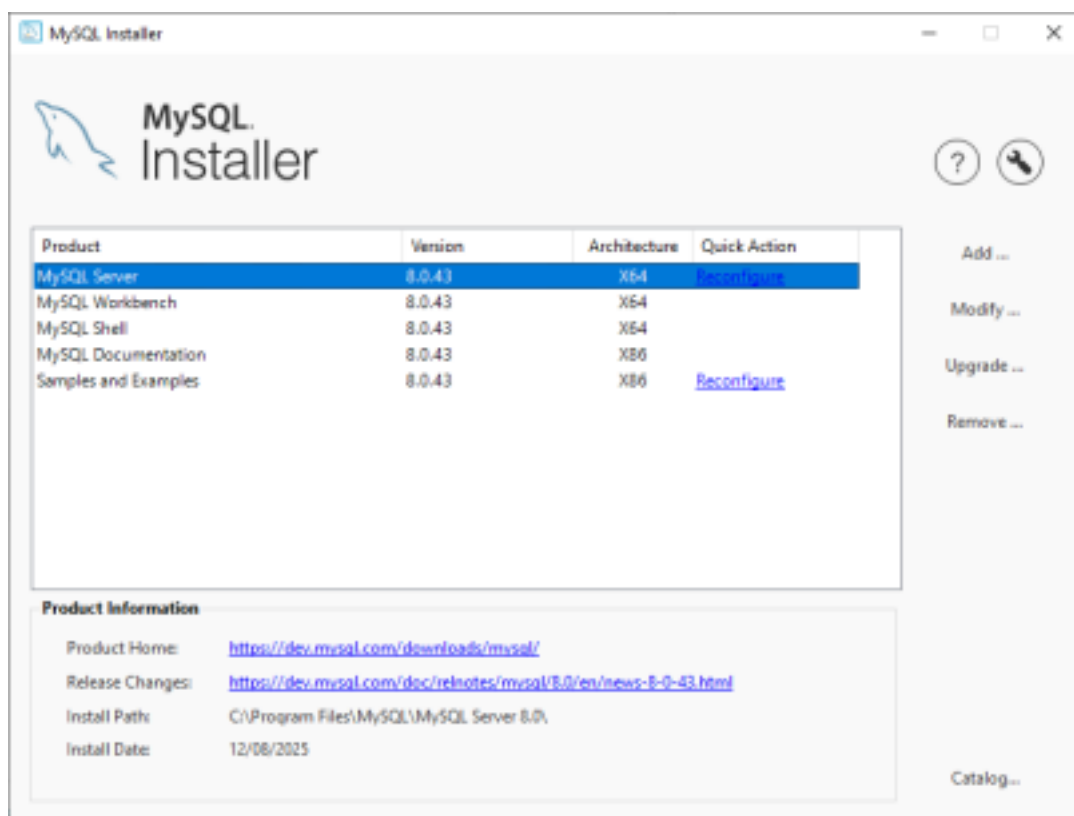 MySQL Installer
MySQL.
Installer
?
Product Version Architecture Quick Action
MySQL Server 8.0.43 X64 Reconfigure
MySQL Workbench 8.0.43 X64
MySQL Shell 8.0.43 X64
MySQL Documentation 8.0.43 X86
Samples and Examples 8.0.43 X86 Reconfigure
Add ...
Modify ...
Upgrade ...
Remove ...
Product Information
Product Home: https://dev.mysql.com/downloads/mysql/
Release Changes: https://dev.mysql.com/doc/relnotes/mysql/8.0/en/news-8-0-43.html
Install Path: C:\Program Files\MySQL\MySQL Server 8.0\
Install Date: 12/08/2025
Catalog...